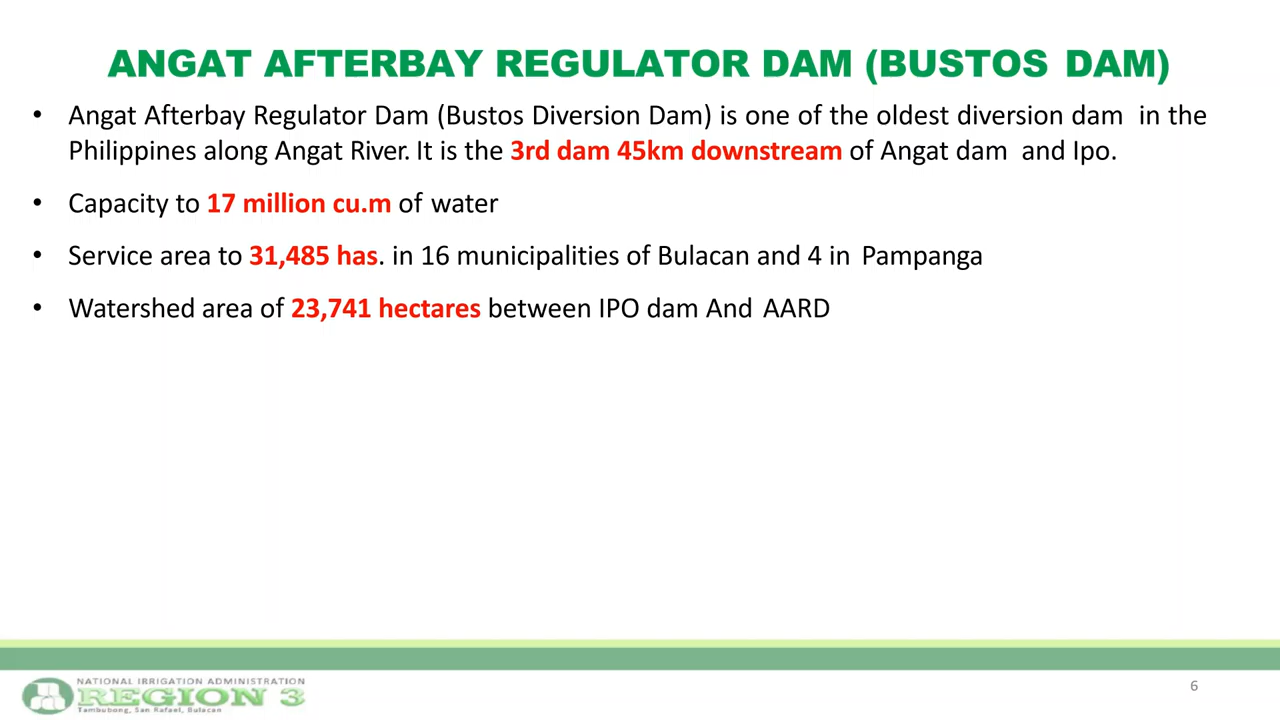 ANGAT AFTERBAY REGULATOR DAM (BUSTOS DAM)
• Angat Afterbay Regulator Dam (Bustos Diversion Dam) is one of the oldest diversion dam in the
Philippines along Angat River. It is the 3rd dam 45km downstream of Angat dam and Ipo.
• Capacity to 17 million cu.m of water
• Service area to 31,485 has. in 16 municipalities of Bulacan and 4 in Pampanga
• Watershed area of 23,741 hectares between IPO dam And AARD
NATIONAL IRRIGATION ADMINISTRATION
REGION 3
Tambubong, San Rafael, Bulacan
6